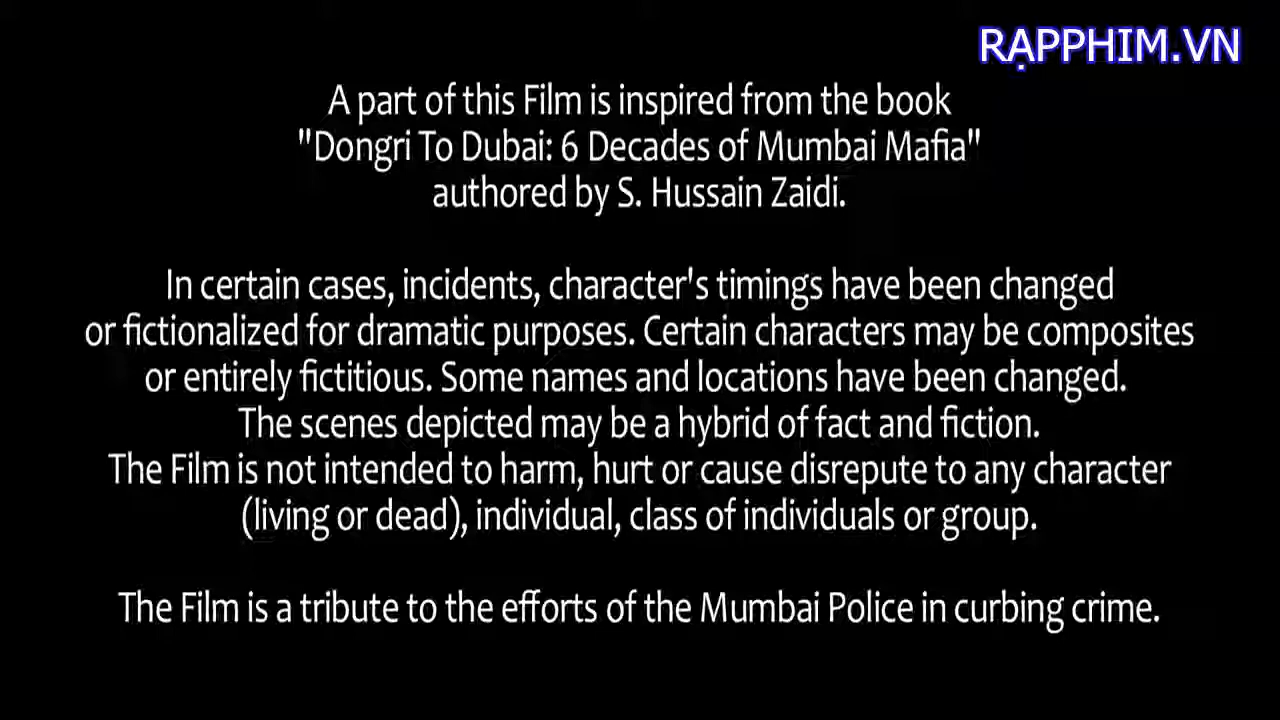 RẠPPHIM.VN
A part of this Film is inspired from the book
"Dongri To Dubai: 6 Decades of Mumbai Mafia"
authored by S. Hussain Zaidi.
In certain cases, incidents, character's timings have been changed
or fictionalized for dramatic purposes. Certain characters may be composites
or entirely fictitious. Some names and locations have been changed.
The scenes depicted may be a hybrid of fact and fiction.
The Film is not intended to harm, hurt or cause disrepute to any character
(living or dead), individual, class of individuals or group.
The Film is a tribute to the efforts of the Mumbai Police in curbing crime.